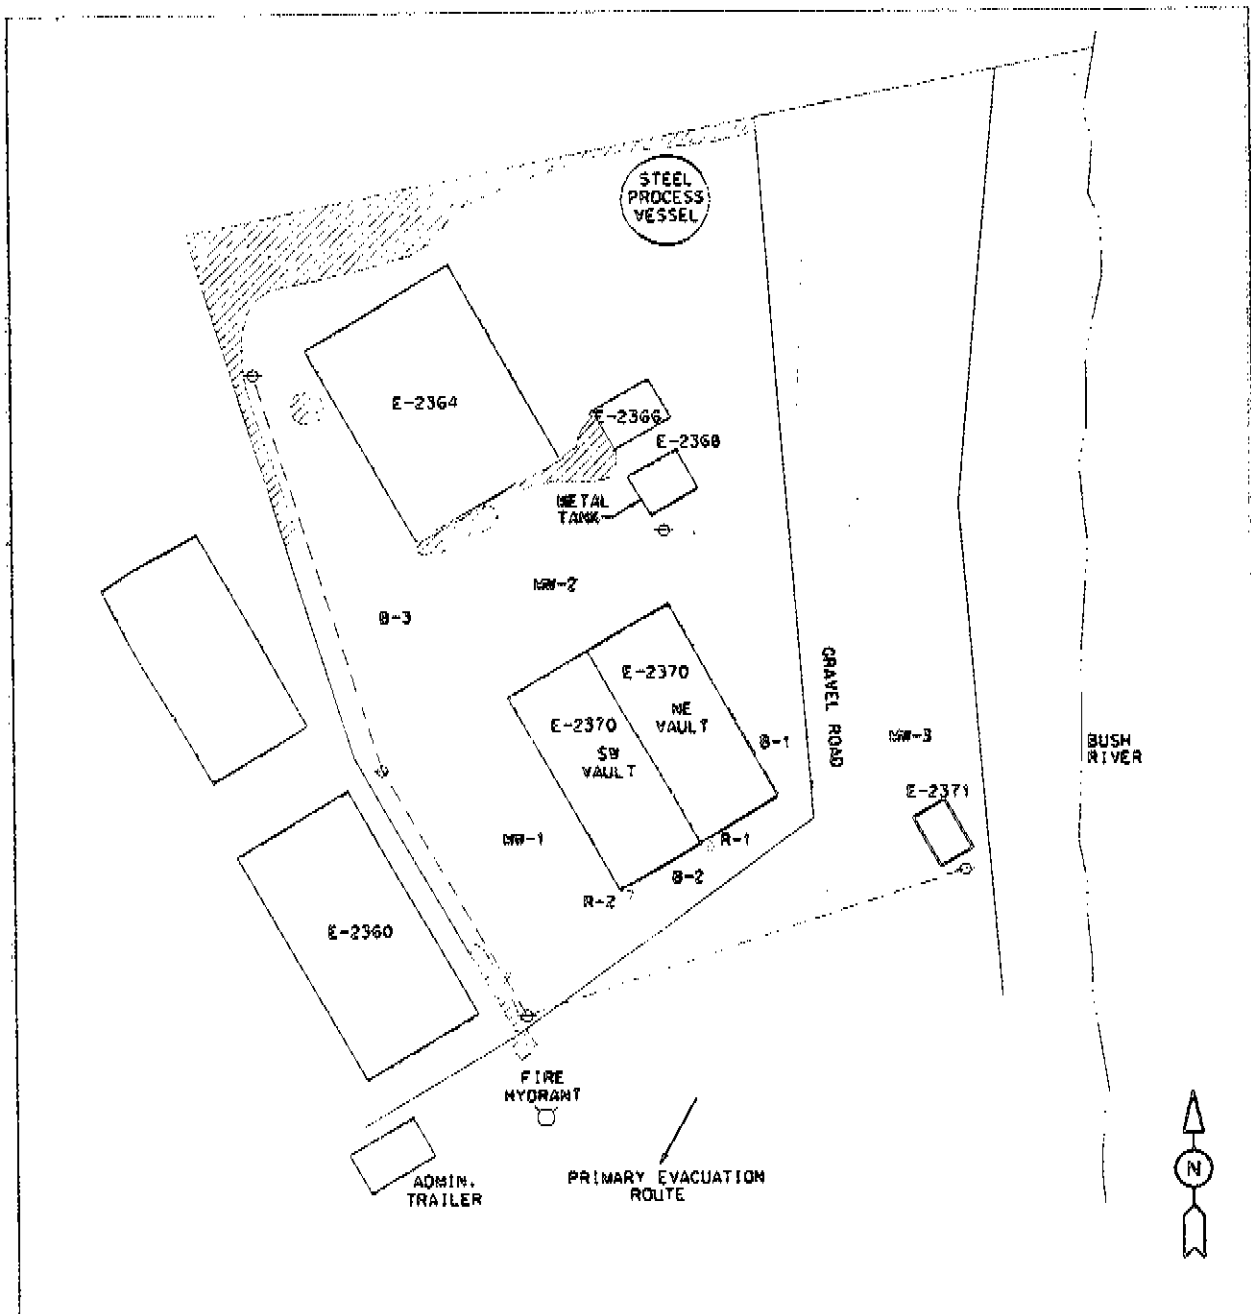 STEEL
PROCESS
VESSEL
E-2364
E-2366
E-2368
METAL
TANK
MW-2
B-3
E-2370
NE
VAULT
E-2370
SW
VAULT
GRAVEL ROAD
B-1
MW-3
BUSH
RIVER
E-2371
MW-1
R-1
B-2
R-2
E-2360
FIRE
HYDRANT
PRIMARY EVACUATION
ROUTE
ADMIN.
TRAILER
N